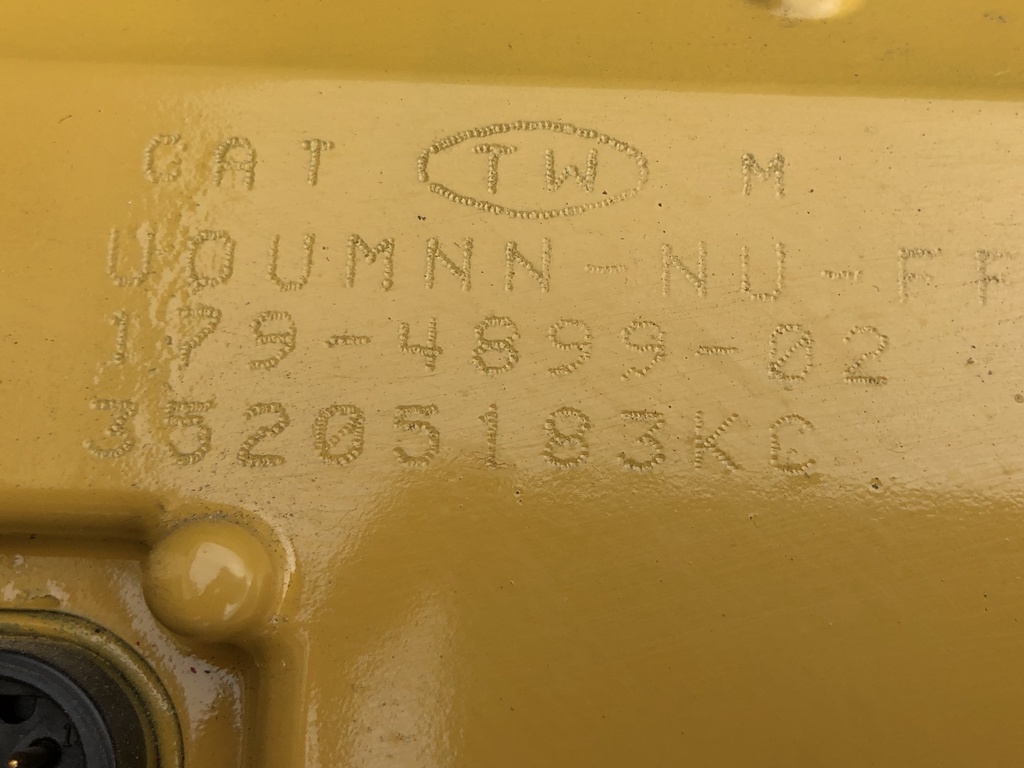 CAT TW M
UOUMNN-NU-FF
179-4899-02
35205183KC